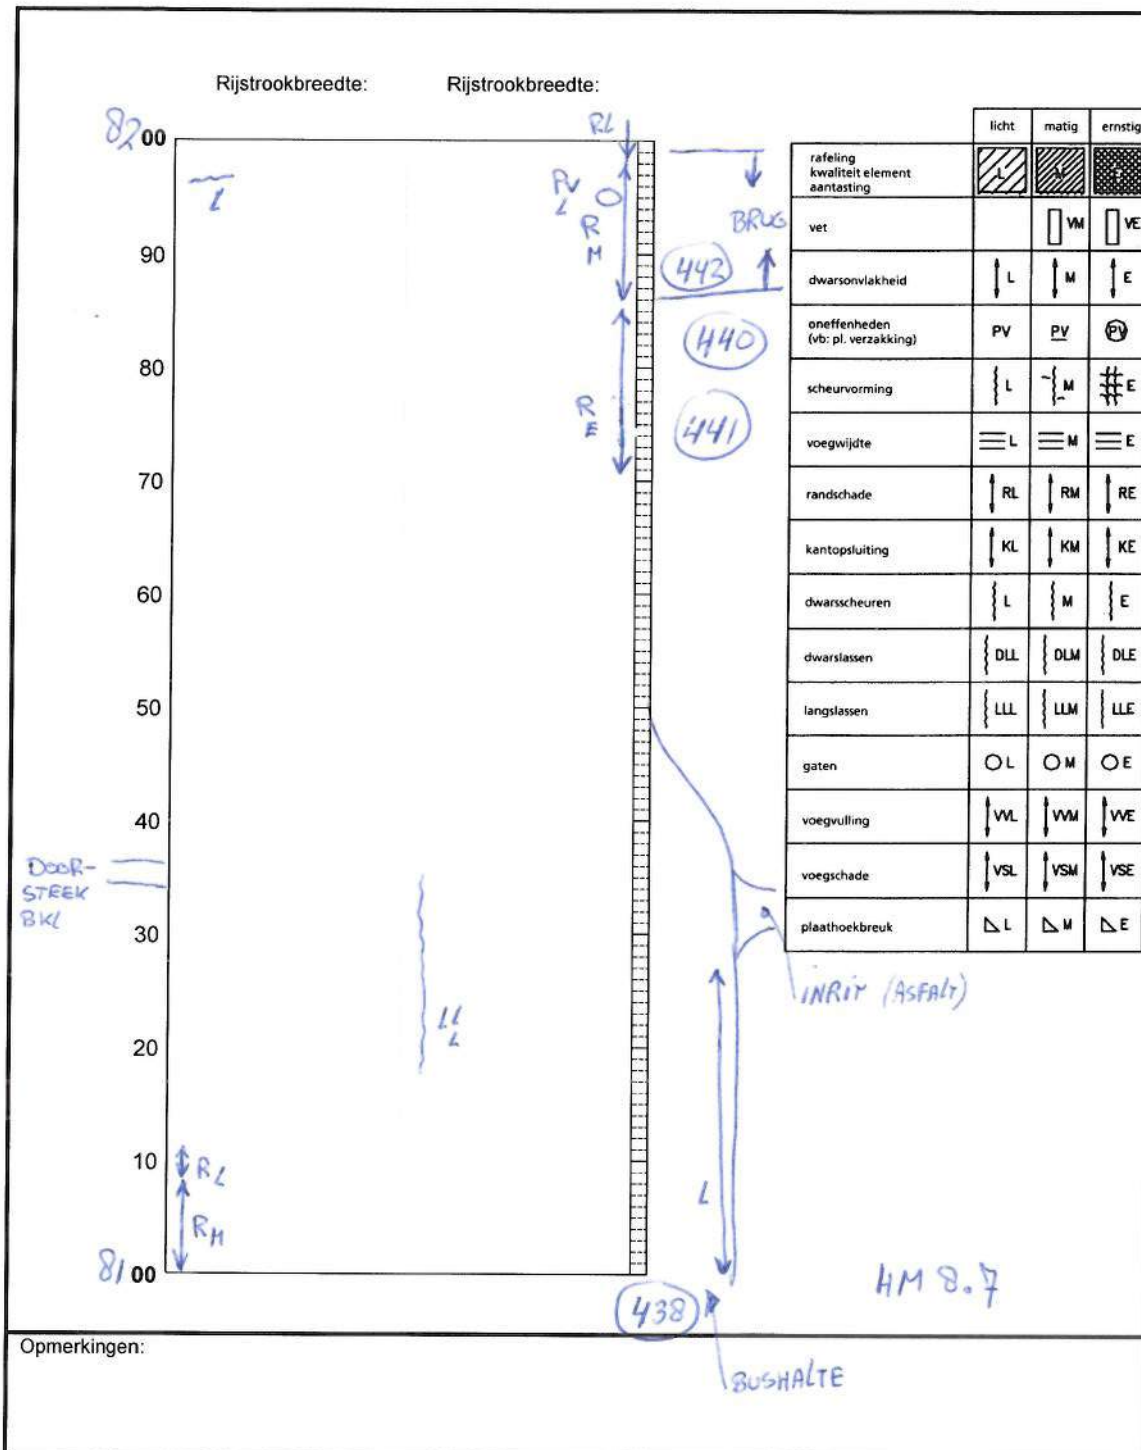 Rijstrookbreedte: Rijstrookbreedte:
8200
RL
L
PV
L
R
M
BRUG
90
442
440
80
R
E
441
70
60
50
40
DOOR-
STEEK
BKL
30
INRIT (ASFALT)
LL
L
20
10
RL
L
RM
8100
HM 8.7
438
BUSHALTE
licht matig ernstig
rafeling
kwaliteit element
aantasting
L M E
vet
VM VE
dwarsonvlakheid
L M E
oneffenheden
(vb: pl. verzakking)
PV PV PV
scheurvorming
L M E
voegwijdte
L M E
randschade
RL RM RE
kantopsluiting
KL KM KE
dwarsscheuren
L M E
dwarslassen
DLL DLM DLE
langslassen
LLL LLM LLE
gaten
L M E
voegvulling
VVL VVM VVE
voegschade
VSL VSM VSE
plaathoekbreuk
L M E
Opmerkingen: